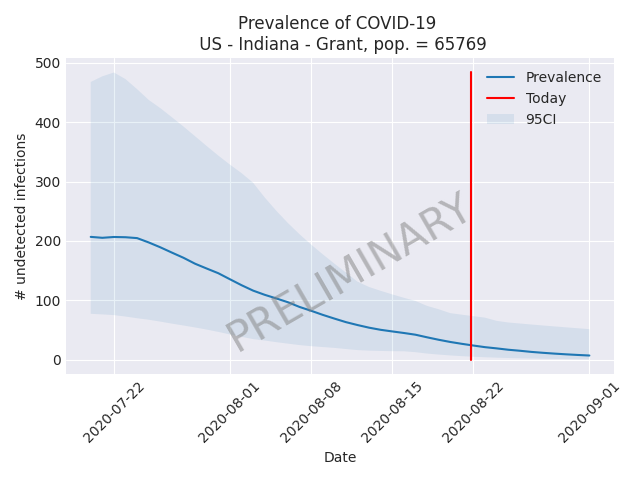 Prevalence of COVID-19
US - Indiana - Grant, pop. = 65769
500
400
300
200
100
0
# undetected infections
Prevalence
Today
95CI
PRELIMINARY
2020-07-22
2020-08-01
2020-08-08
2020-08-15
2020-08-22
2020-09-01
Date